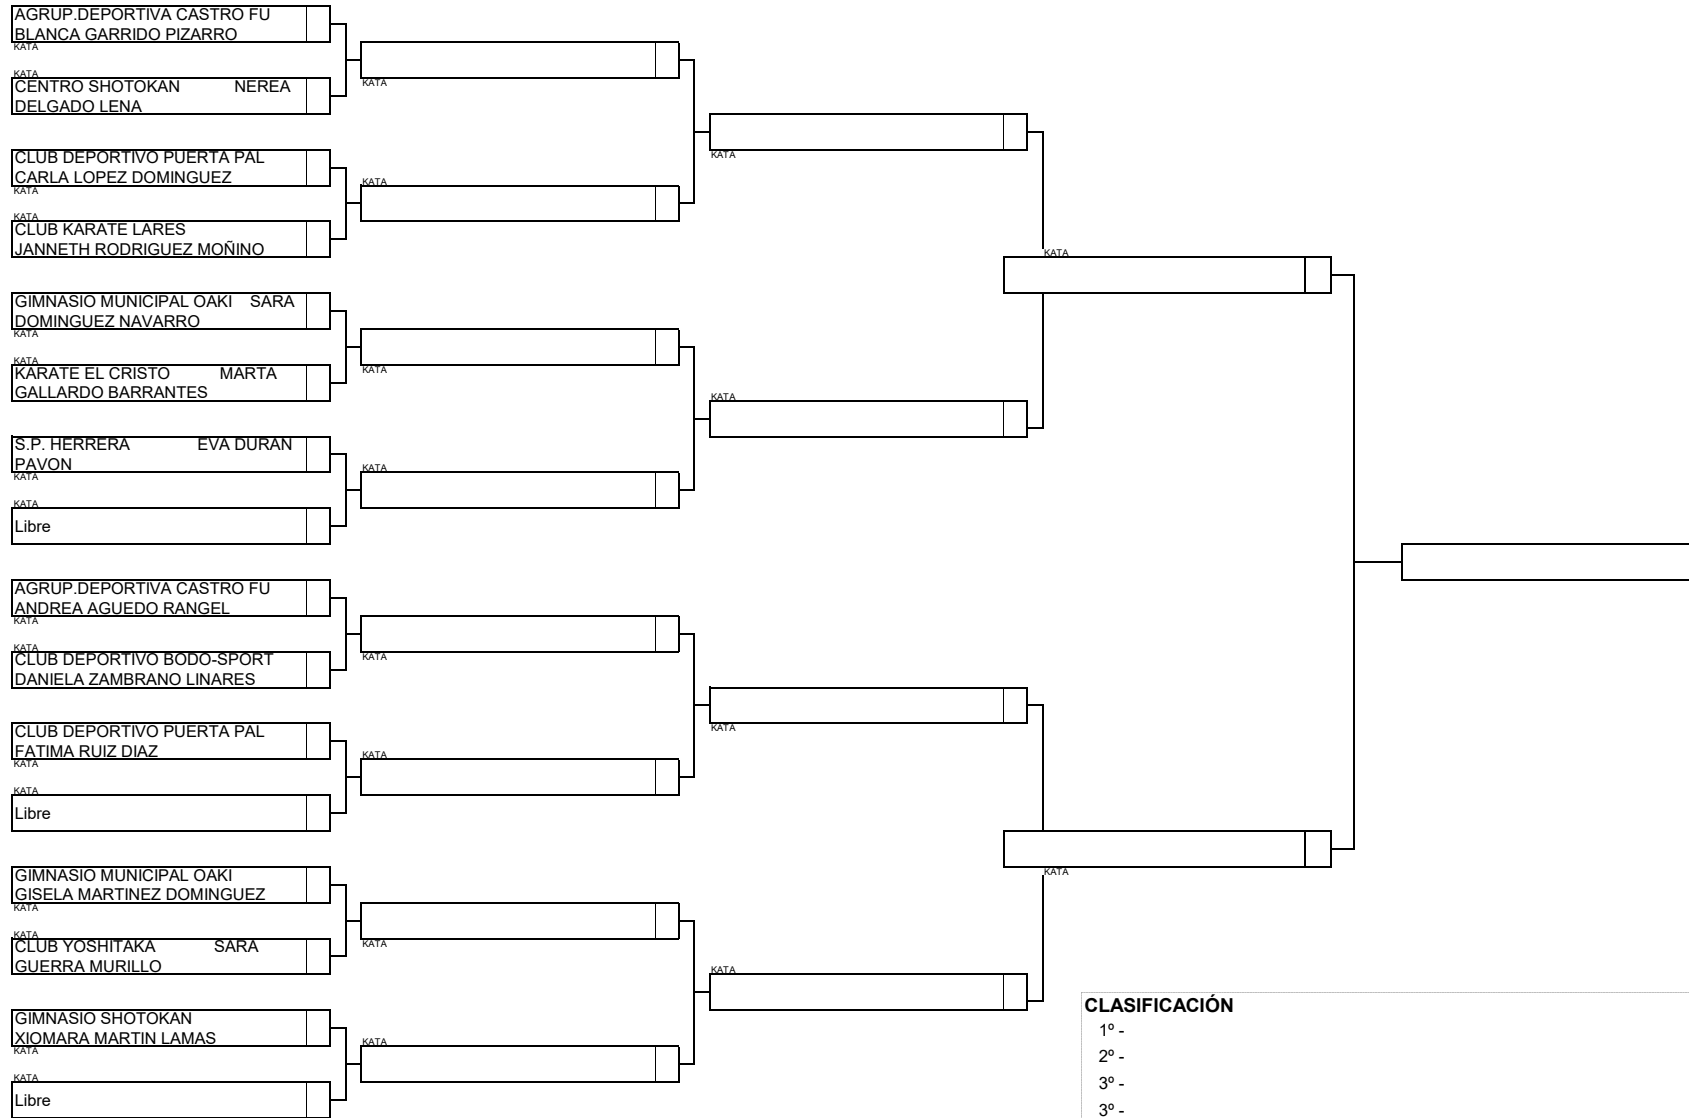 AGRUP.DEPORTIVA CASTRO FU
BLANCA GARRIDO PIZARRO
KATA
KATA
CENTRO SHOTOKAN NEREA
DELGADO LENA
CLUB DEPORTIVO PUERTA PAL
CARLA LOPEZ DOMINGUEZ
KATA
KATA
CLUB KARATE LARES
JANNETH RODRIGUEZ MOÑINO
GIMNASIO MUNICIPAL OAKI SARA
DOMINGUEZ NAVARRO
KATA
KATA
KARATE EL CRISTO MARTA
GALLARDO BARRANTES
S.P. HERRERA EVA DURAN
PAVON
KATA
KATA
Libre
AGRUP.DEPORTIVA CASTRO FU
ANDREA AGUEDO RANGEL
KATA
KATA
CLUB DEPORTIVO BODO-SPORT
DANIELA ZAMBRANO LINARES
CLUB DEPORTIVO PUERTA PAL
FATIMA RUIZ DIAZ
KATA
KATA
Libre
GIMNASIO MUNICIPAL OAKI
GISELA MARTINEZ DOMINGUEZ
KATA
KATA
CLUB YOSHITAKA SARA
GUERRA MURILLO
GIMNASIO SHOTOKAN
XIOMARA MARTIN LAMAS
KATA
KATA
Libre
KATA
KATA
KATA
KATA
KATA
KATA
KATA
KATA
KATA
KATA
KATA
KATA
KATA
KATA
CLASIFICACIÓN
1º -
2º -
3º -
3º -